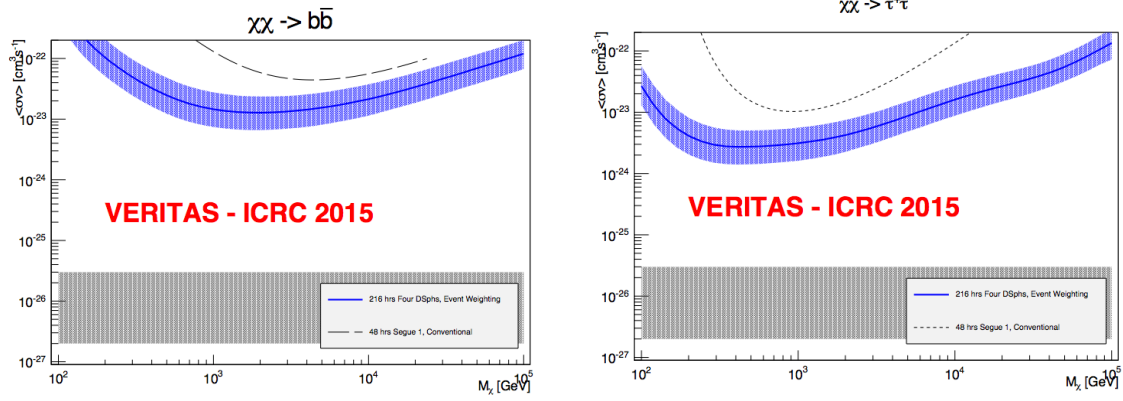 χχ -> bb̅
<σv> [cm³s⁻¹]
10⁻²²
10⁻²³
10⁻²⁴
10⁻²⁵
10⁻²⁶
10⁻²⁷
VERITAS - ICRC 2015
216 hrs Four DSphs, Event Weighting
48 hrs Segue 1, Conventional
10²
10³
10⁴
10⁵
Mχ [GeV]
χχ -> τ⁺τ
<σv> [cm³s⁻¹]
10⁻²²
10⁻²³
10⁻²⁴
10⁻²⁵
10⁻²⁶
10⁻²⁷
VERITAS - ICRC 2015
216 hrs Four DSphs, Event Weighting
48 hrs Segue 1, Conventional
10²
10³
10⁴
10⁵
Mχ [GeV]